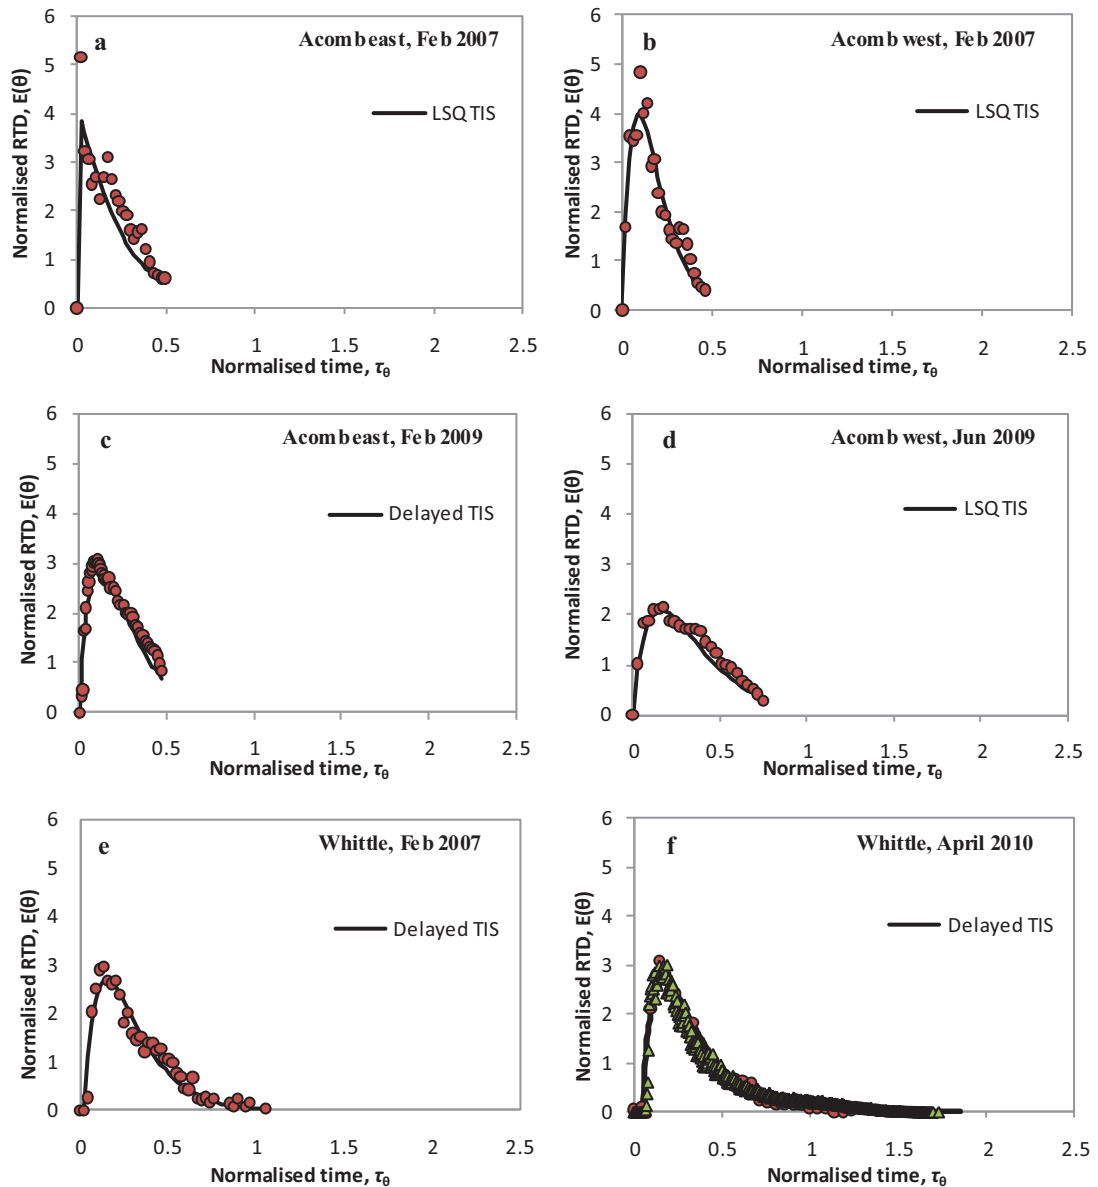 a Acomb east, Feb 2007
LSQ TIS
Normalised RTD, E(θ)
6
5
4
3
2
1
0
0 0.5 1 1.5 2 2.5
Normalised time, τθ
b Acomb west, Feb 2007
LSQ TIS
Normalised RTD, E(θ)
6
5
4
3
2
1
0
0 0.5 1 1.5 2 2.5
Normalised time, τθ
c Acomb east, Feb 2009
Delayed TIS
Normalised RTD, E(θ)
6
5
4
3
2
1
0
0 0.5 1 1.5 2 2.5
Normalised time, τθ
d Acomb west, Jun 2009
LSQ TIS
Normalised RTD, E(θ)
6
5
4
3
2
1
0
0 0.5 1 1.5 2 2.5
Normalised time, τθ
e Whittle, Feb 2007
Delayed TIS
Normalised RTD, E(θ)
6
5
4
3
2
1
0
0 0.5 1 1.5 2 2.5
Normalised time, τθ
f Whittle, April 2010
Delayed TIS
Normalised RTD, E(θ)
6
5
4
3
2
1
0
0 0.5 1 1.5 2 2.5
Normalised time, τθ